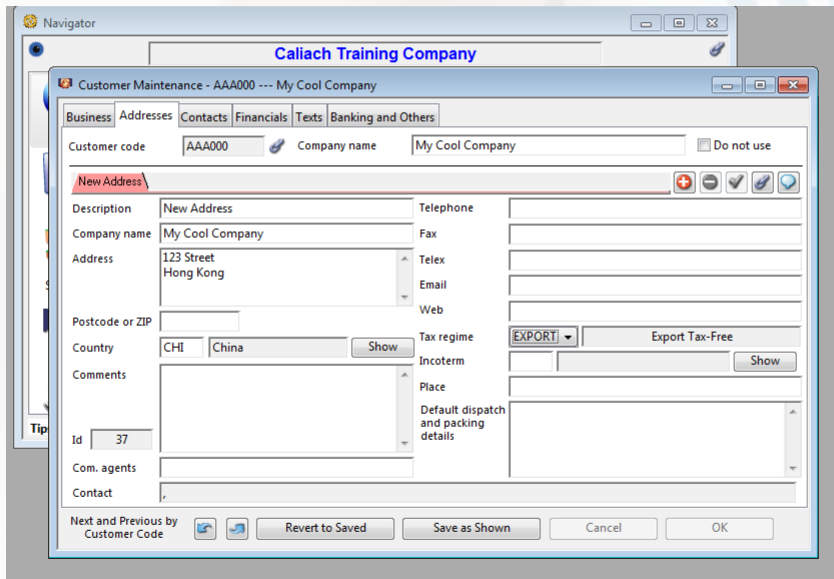 Navigator
Caliach Training Company
Customer Maintenance - AAA000 --- My Cool Company
Business Addresses Contacts Financials Texts Banking and Others
Customer code AAA000 Company name My Cool Company Do not use
New Address
Description New Address Telephone
Company name My Cool Company Fax
Address 123 Street Telex
Hong Kong
Email
Web
Postcode or ZIP
Tax regime EXPORT Export Tax-Free
Country CHI China Show
Incoterm Show
Comments
Place
Default dispatch
and packing
details
Tip
Id 37
Com. agents
Contact ,
Next and Previous by
Customer Code
Revert to Saved Save as Shown Cancel OK